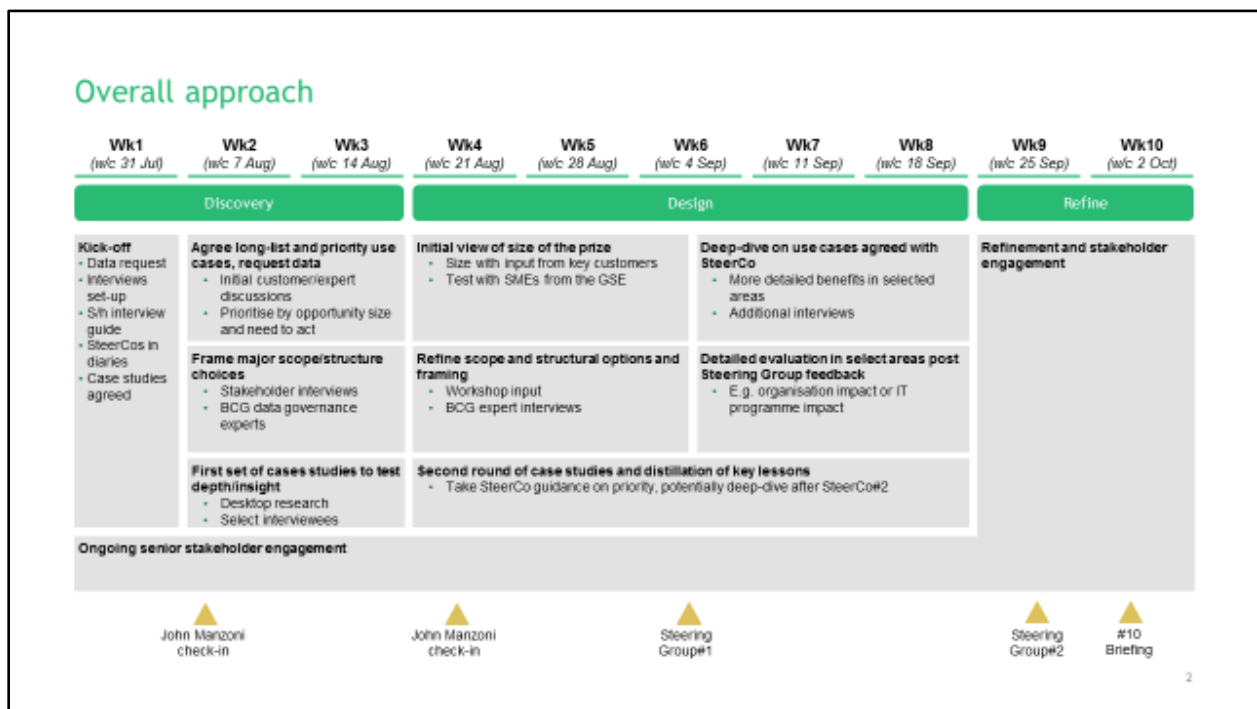 Overall approach
Wk1
(w/c 31 Jul)
Wk2
(w/c 7 Aug)
Wk3
(w/c 14 Aug)
Wk4
(w/c 21 Aug)
Wk5
(w/c 28 Aug)
Wk6
(w/c 4 Sep)
Wk7
(w/c 11 Sep)
Wk8
(w/c 18 Sep)
Wk9
(w/c 25 Sep)
Wk10
(w/c 2 Oct)
Discovery
Design
Refine
Kick-off
• Data request
• Interviews
set-up
• S/h interview
guide
• SteerCos in
diaries
• Case studies
agreed
Agree long-list and priority use
cases, request data
• Initial customer/expert
discussions
• Prioritise by opportunity size
and need to act
Frame major scope/structure
choices
• Stakeholder interviews
• BCG data governance
experts
First set of cases studies to test
depth/insight
• Desktop research
• Select interviewees
Initial view of size of the prize
• Size with input from key customers
• Test with SMEs from the GSE
Refine scope and structural options and
framing
• Workshop input
• BCG expert interviews
Deep-dive on use cases agreed with
SteerCo
• More detailed benefits in selected
areas
• Additional interviews
Detailed evaluation in select areas post
Steering Group feedback
• E.g. organisation impact or IT
programme impact
Second round of case studies and distillation of key lessons
• Take SteerCo guidance on priority, potentially deep-dive after SteerCo#2
Refinement and stakeholder
engagement
Ongoing senior stakeholder engagement
John Manzoni
check-in
John Manzoni
check-in
Steering
Group#1
Steering
Group#2
#10
Briefing
2